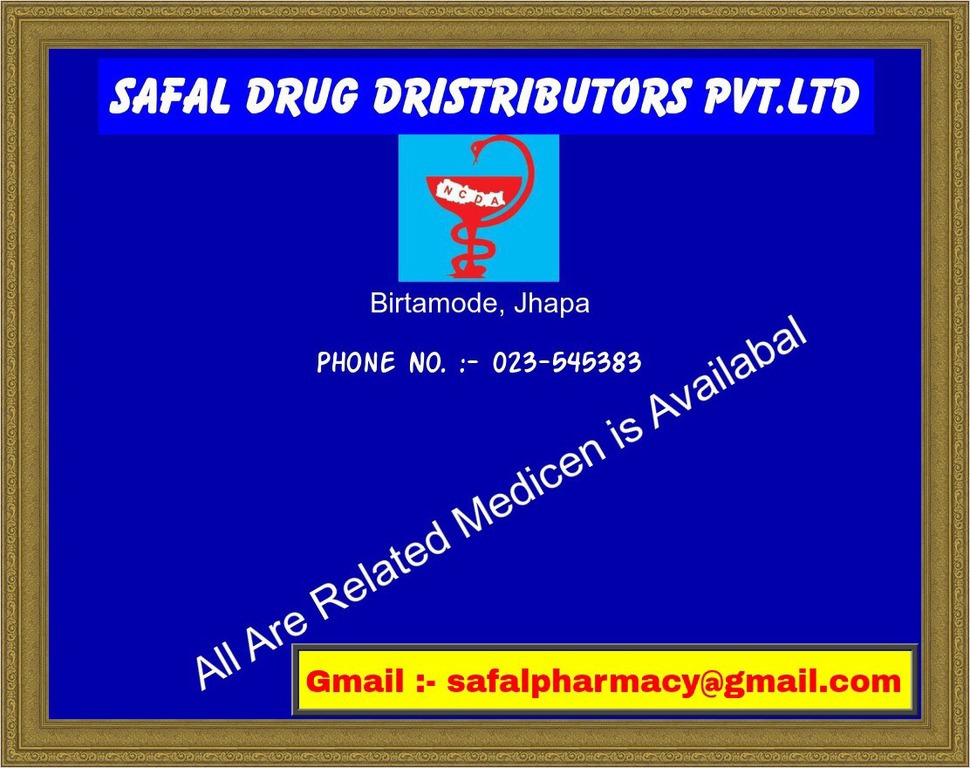 SAFAL DRUG DRISTRIBUTORS PVT.LTD
NCDA
Birtamode, Jhapa
PHONE NO. :- 023-545383
All Are Related Medicen is Availabal
Gmail :- safalpharmacy@gmail.com